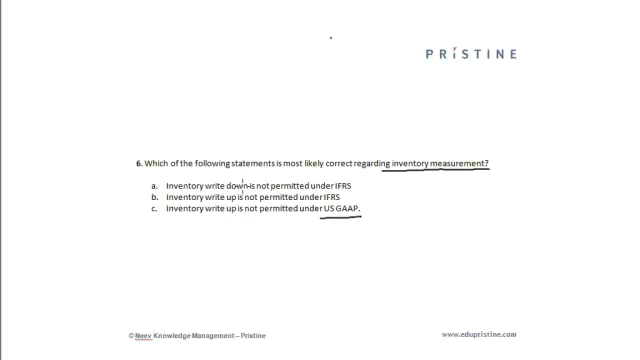 PRISTINE
6. Which of the following statements is most likely correct regarding inventory measurement?
a. Inventory write down is not permitted under IFRS
b. Inventory write up is not permitted under IFRS
c. Inventory write up is not permitted under US GAAP.
© Neev Knowledge Management – Pristine
www.edupristine.com